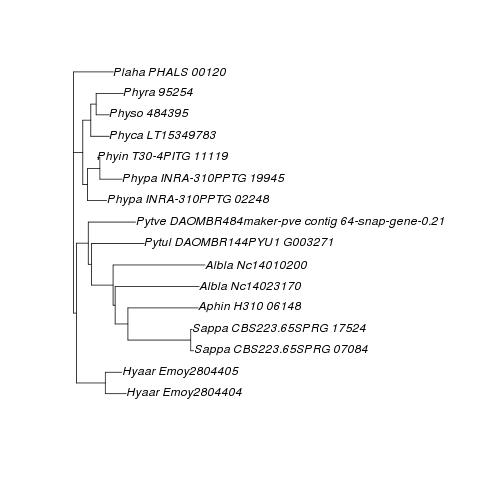 Plaha PHALS 00120
Phyra 95254
Physo 484395
Phyca LT15349783
Phyin T30-4PITG 11119
Phypa INRA-310PPTG 19945
Phypa INRA-310PPTG 02248
Pytve DAOMBR484maker-pve contig 64-snap-gene-0.21
Pytul DAOMBR144PYU1 G003271
Albla Nc14010200
Albla Nc14023170
Aphin H310 06148
Sappa CBS223.65SPRG 17524
Sappa CBS223.65SPRG 07084
Hyaar Emoy2804405
Hyaar Emoy2804404